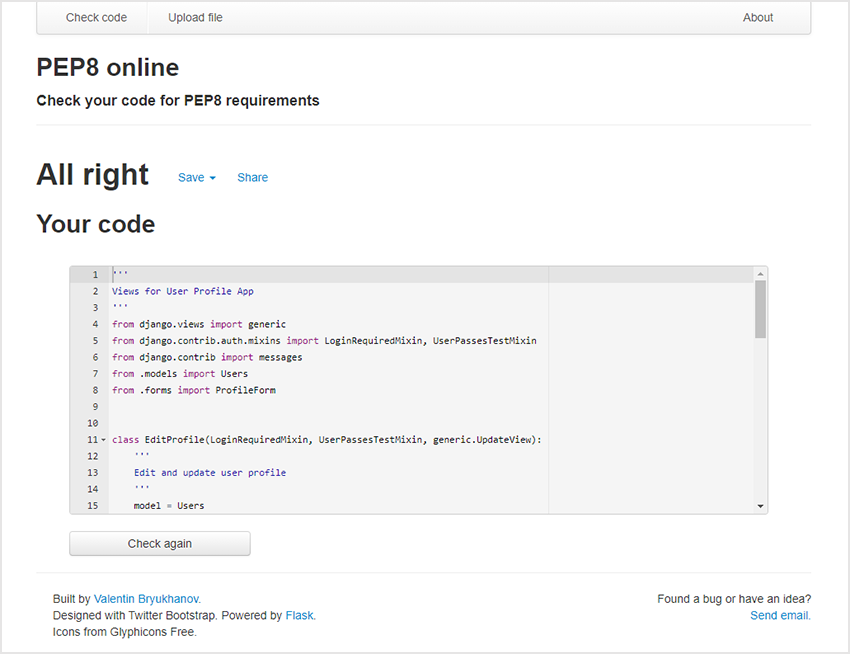 Check code Upload file About
PEP8 online
Check your code for PEP8 requirements
All right Save Share
Your code
1 '''
2 Views for User Profile App
3 '''
4 from django.views import generic
5 from django.contrib.auth.mixins import LoginRequiredMixin, UserPassesTestMixin
6 from django.contrib import messages
7 from .models import Users
8 from .forms import ProfileForm
9
10
11 class EditProfile(LoginRequiredMixin, UserPassesTestMixin, generic.UpdateView):
12     '''
13     Edit and update user profile
14     '''
15     model = Users
Check again
Built by Valentin Bryukhanov. Found a bug or have an idea?
Designed with Twitter Bootstrap. Powered by Flask. Send email.
Icons from Glyphicons Free.